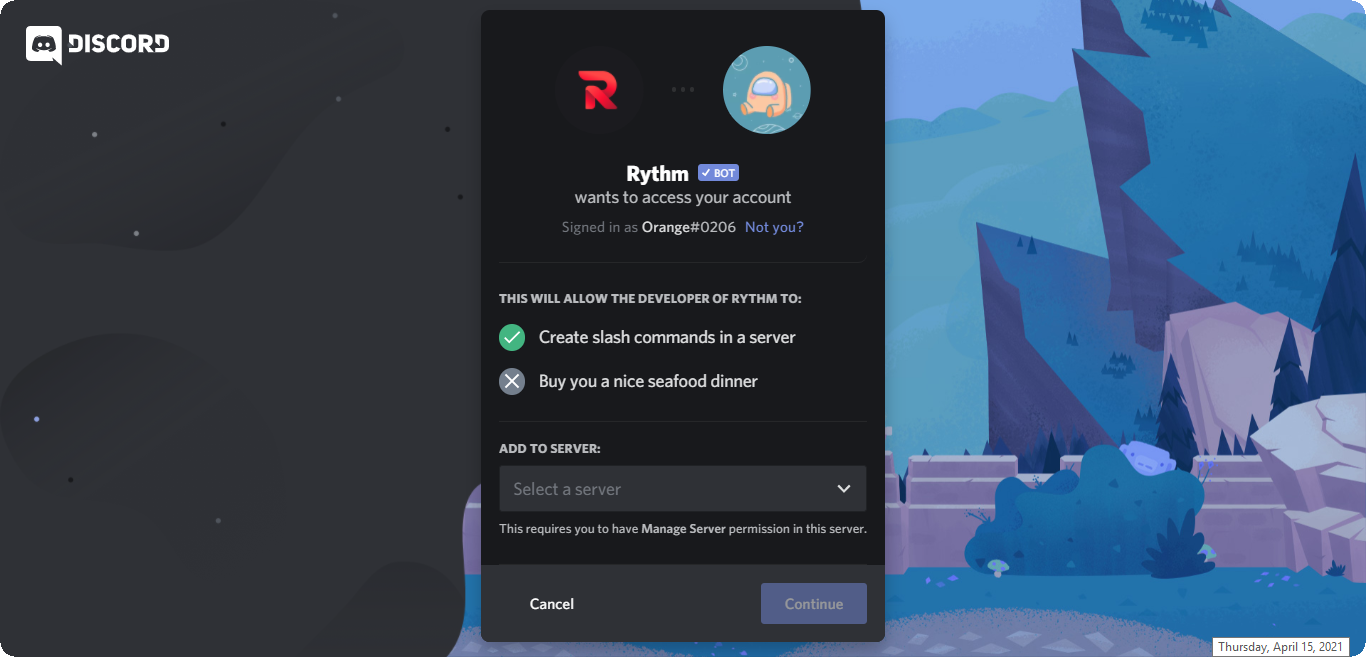 DISCORD
Rythm ✓ BOT
wants to access your account
Signed in as Orange#0206 Not you?
THIS WILL ALLOW THE DEVELOPER OF RYTHM TO:
Create slash commands in a server
Buy you a nice seafood dinner
ADD TO SERVER:
Select a server
This requires you to have Manage Server permission in this server.
Cancel
Continue
Thursday, April 15, 2021